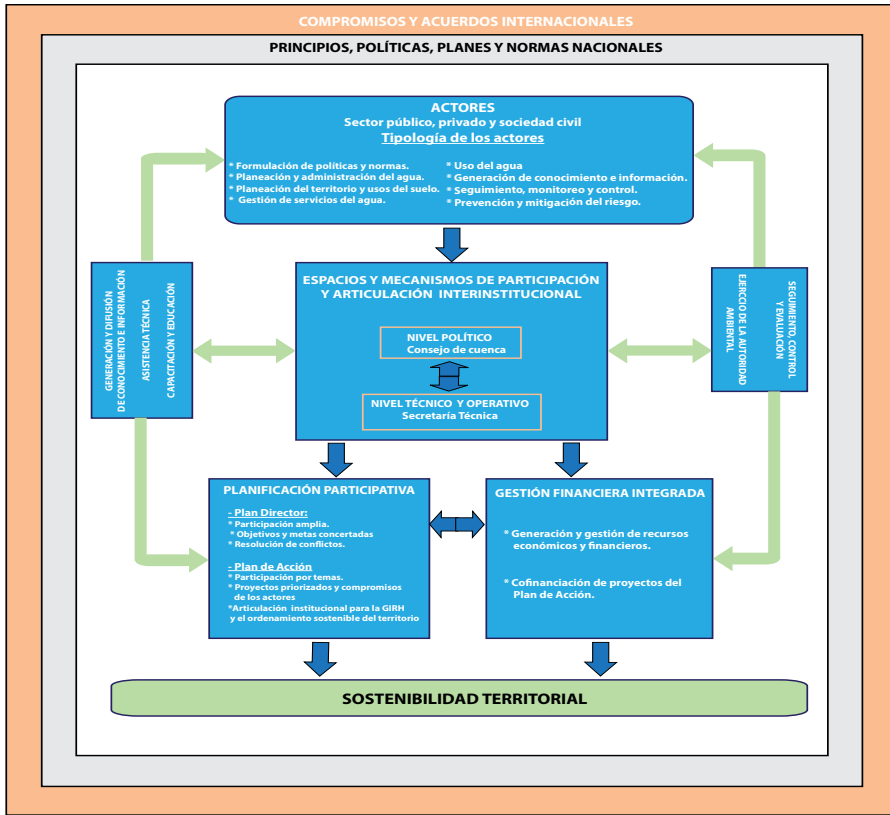 COMPROMISOS Y ACUERDOS INTERNACIONALES
PRINCIPIOS, POLÍTICAS, PLANES Y NORMAS NACIONALES
ACTORES
Sector público, privado y sociedad civil
Tipología de los actores
* Formulación de políticas y normas.
* Planeación y administración del agua.
* Planeación del territorio y usos del suelo.
* Gestión de servicios del agua.
* Uso del agua
* Generación de conocimiento e información.
* Seguimiento, monitoreo y control.
* Prevención y mitigación del riesgo.
GENERACIÓN Y DIFUSIÓN
DE CONOCIMIENTO E INFORMACIÓN
ASISTENCIA TÉCNICA
CAPACITACIÓN Y EDUCACIÓN
ESPACIOS Y MECANISMOS DE PARTICIPACIÓN
Y ARTICULACIÓN INTERINSTITUCIONAL
NIVEL POLÍTICO
Consejo de cuenca
NIVEL TÉCNICO Y OPERATIVO
Secretaría Técnica
SEGUIMIENTO, CONTROL
Y EVALUACIÓN
EJERCCIO DE LA AUTORIDAD
AMBIENTAL
PLANIFICACIÓN PARTICIPATIVA
- Plan Director:
* Participación amplia.
* Objetivos y metas concertadas
* Resolución de conflictos.
- Plan de Acción
* Participación por temas.
* Proyectos priorizados y compromisos
de los actores
*Articulación institucional para la GIRH
y el ordenamiento sostenible del territorio
GESTIÓN FINANCIERA INTEGRADA
* Generación y gestión de recursos
económicos y financieros.
* Cofinanciación de proyectos del
Plan de Acción.
SOSTENIBILIDAD TERRITORIAL